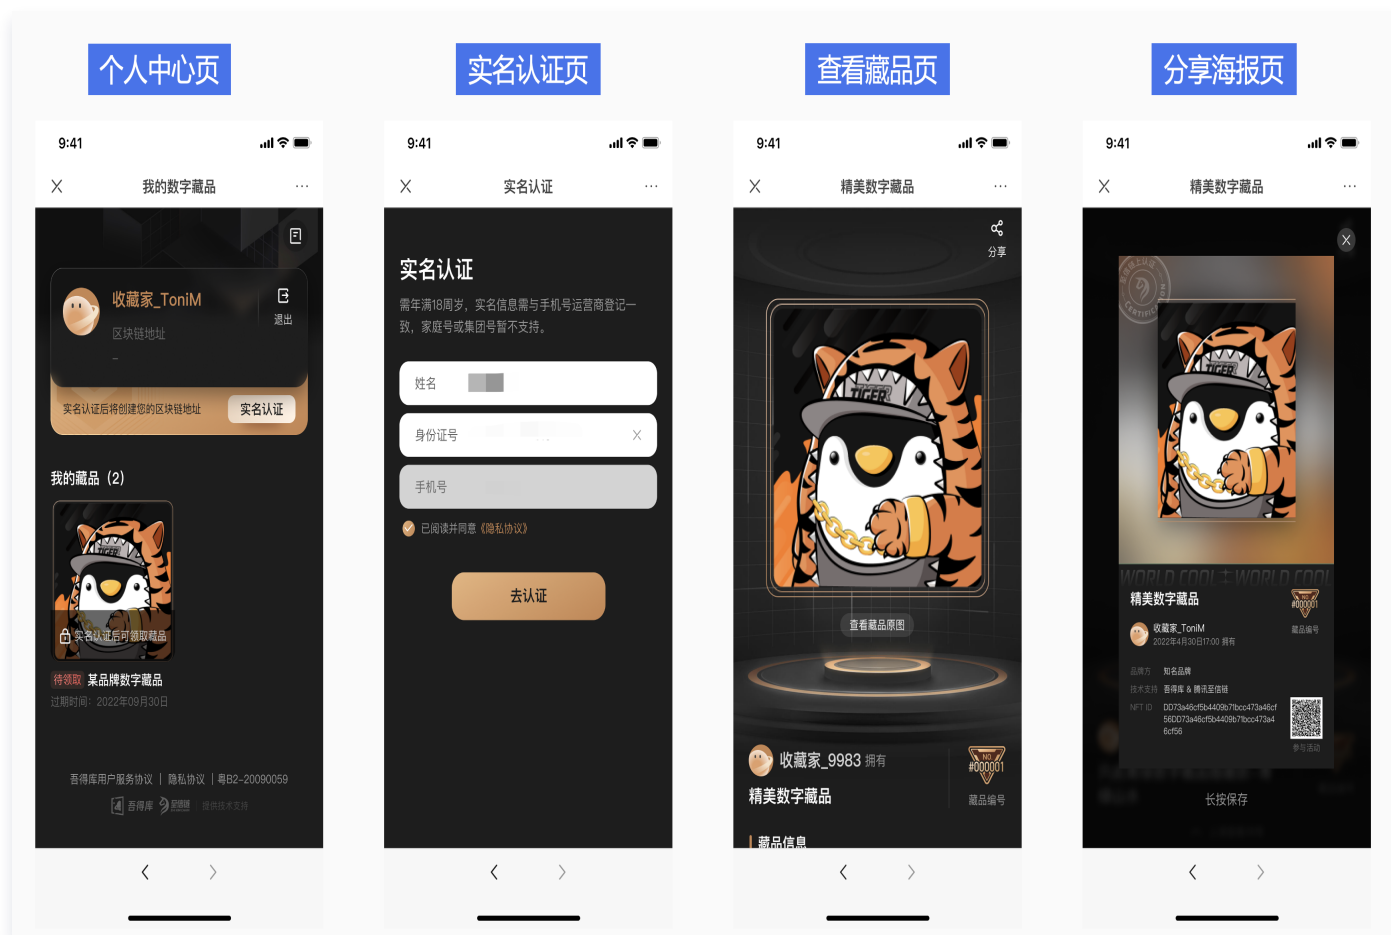 个人中心页
实名认证页
查看藏品页
分享海报页
9:41
我的数字藏品
收藏家_ToniM
区块链地址
–
退出
实名认证后将创建您的区块链地址
实名认证
我的藏品（2）
TIGER
实名认证后可领取藏品
待领取 某品牌数字藏品
过期时间：2022年09月30日
吾得库用户服务协议 | 隐私协议 | 粤B2-20090059
吾得库 至信链 提供技术支持
9:41
实名认证
实名认证
需年满18周岁，实名信息需与手机号运营商登记一
致，家庭号或集团号暂不支持。
姓名
身份证号
手机号
已阅读并同意《隐私协议》
去认证
9:41
精美数字藏品
分享
TIGER
查看藏品原图
收藏家_9983 拥有
精美数字藏品
NO
#000001
藏品编号
藏品信息
9:41
精美数字藏品
CERTIFICATION
TIGER
WORLD COOL WORLD COOL
精美数字藏品
收藏家_ToniM
2022年4月30日17:00 拥有
NO
#000001
藏品编号
品牌方 知名品牌
技术支持 吾得库 & 腾讯至信链
NFT ID DD73a46cf5b4409b71bcc473a46cf
56DD73a46cf5b4409b71bcc473a4
6cf56
参与活动
长按保存